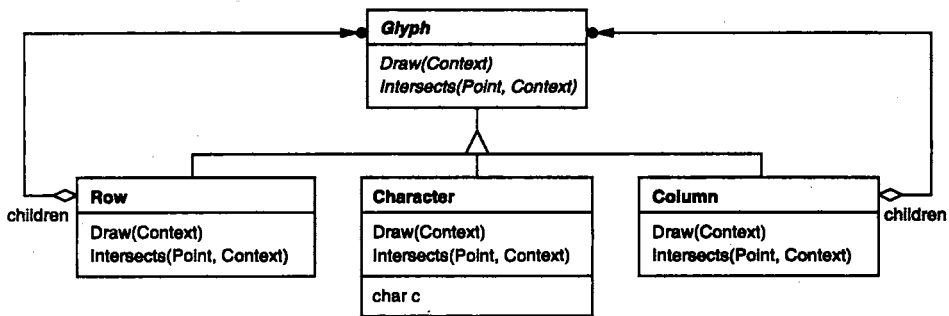 Glyph
Draw(Context)
Intersects(Point, Context)
children
Row
Draw(Context)
Intersects(Point, Context)
Character
Draw(Context)
Intersects(Point, Context)
char c
Column
Draw(Context)
Intersects(Point, Context)
children